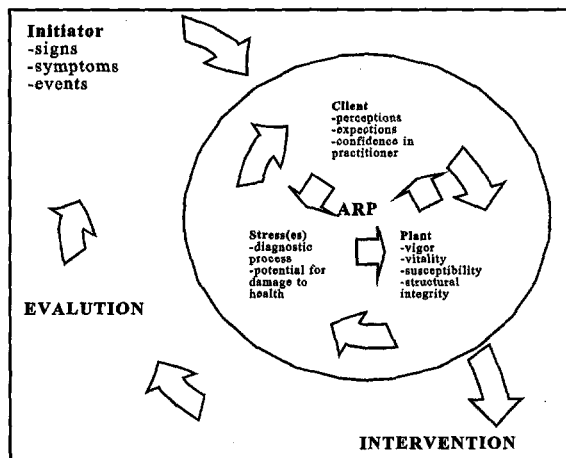 Initiator
-signs
-symptoms
-events
Client
-perceptions
-expections
-confidence in
practitioner
ARP
Stress(es)
-diagnostic
process
-potential for
damage to
health
Plant
-vigor
-vitality
-susceptibility
-structural
integrity
EVALUTION
INTERVENTION